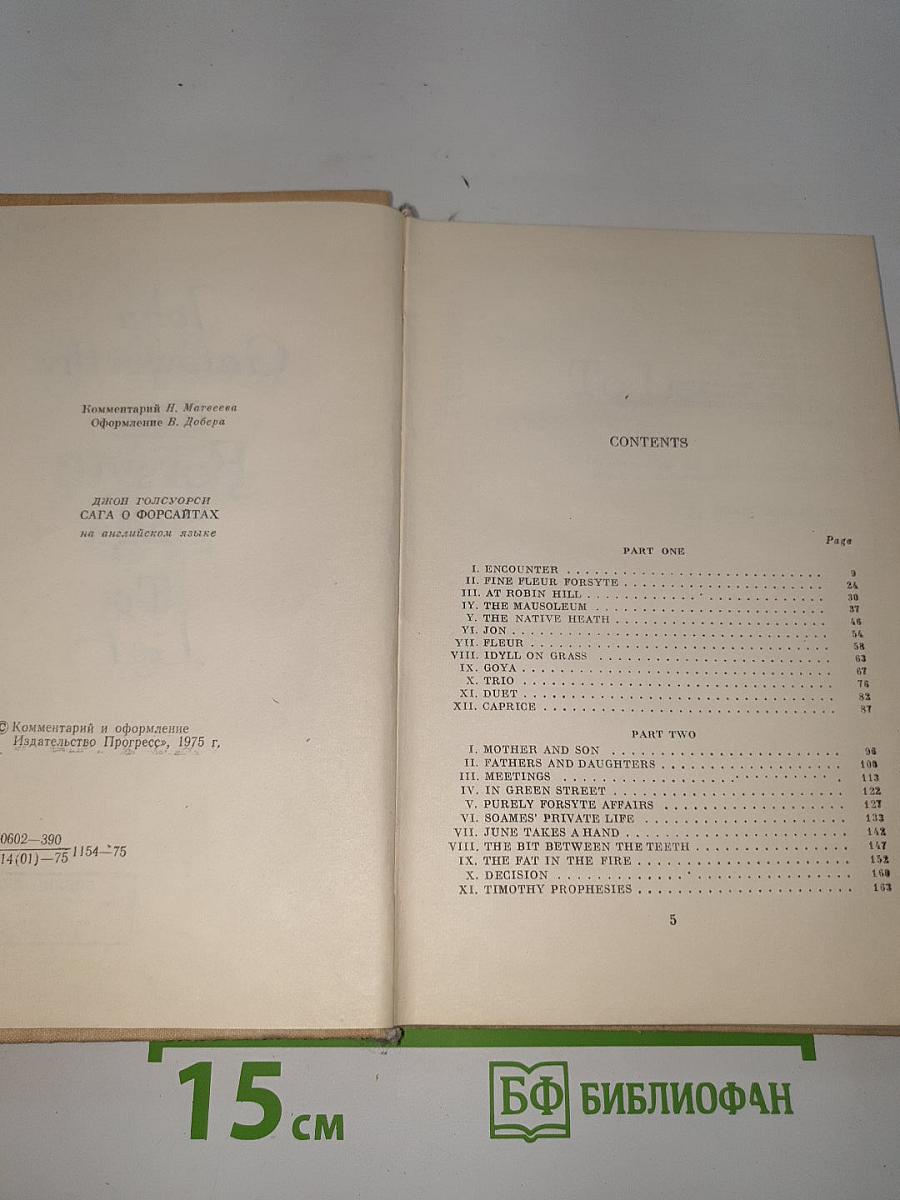 Комментарий Н. Матвеева
Оформление В. Добера
ДЖОН ГОЛСУОРСИ
САГА О ФОРСАЙТАХ
на английском языке
© Комментарий и оформление
Издательство Прогресс», 1975 г.
0602—390
14(01)—75 1154—75
CONTENTS
Page
PART ONE
I. ENCOUNTER 9
II. FINE FLEUR FORSYTE 24
III. AT ROBIN HILL 30
IY. THE MAUSOLEUM 37
Y. THE NATIVE HEATH 46
YI. JON 54
YII. FLEUR 58
VIII. IDYLL ON GRASS 63
IX. GOYA 67
X. TRIO 76
XI. DUET 82
XII. CAPRICE 87
PART TWO
I. MOTHER AND SON 96
II. FATHERS AND DAUGHTERS 100
III. MEETINGS 113
IV. IN GREEN STREET 122
V. PURELY FORSYTE AFFAIRS 127
VI. SOAMES' PRIVATE LIFE 133
VII. JUNE TAKES A HAND 142
VIII. THE BIT BETWEEN THE TEETH 147
IX. THE FAT IN THE FIRE 152
X. DECISION 160
XI. TIMOTHY PROPHESIES 163
5
15 см
БФ БИБЛИОФАН